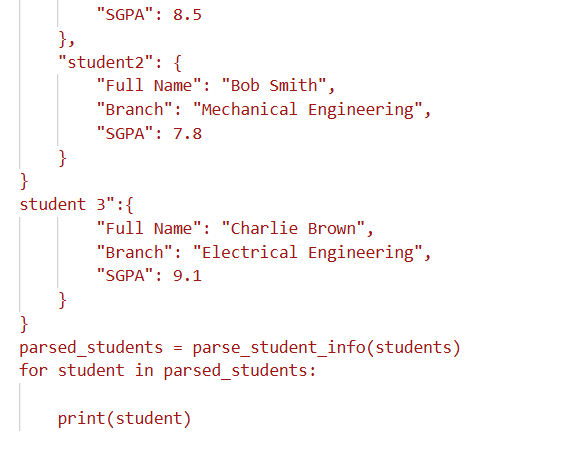 "SGPA": 8.5
},
"student2": {
"Full Name": "Bob Smith",
"Branch": "Mechanical Engineering",
"SGPA": 7.8
}
}
student 3":{
"Full Name": "Charlie Brown",
"Branch": "Electrical Engineering",
"SGPA": 9.1
}
}
parsed_students = parse_student_info(students)
for student in parsed_students:
print(student)